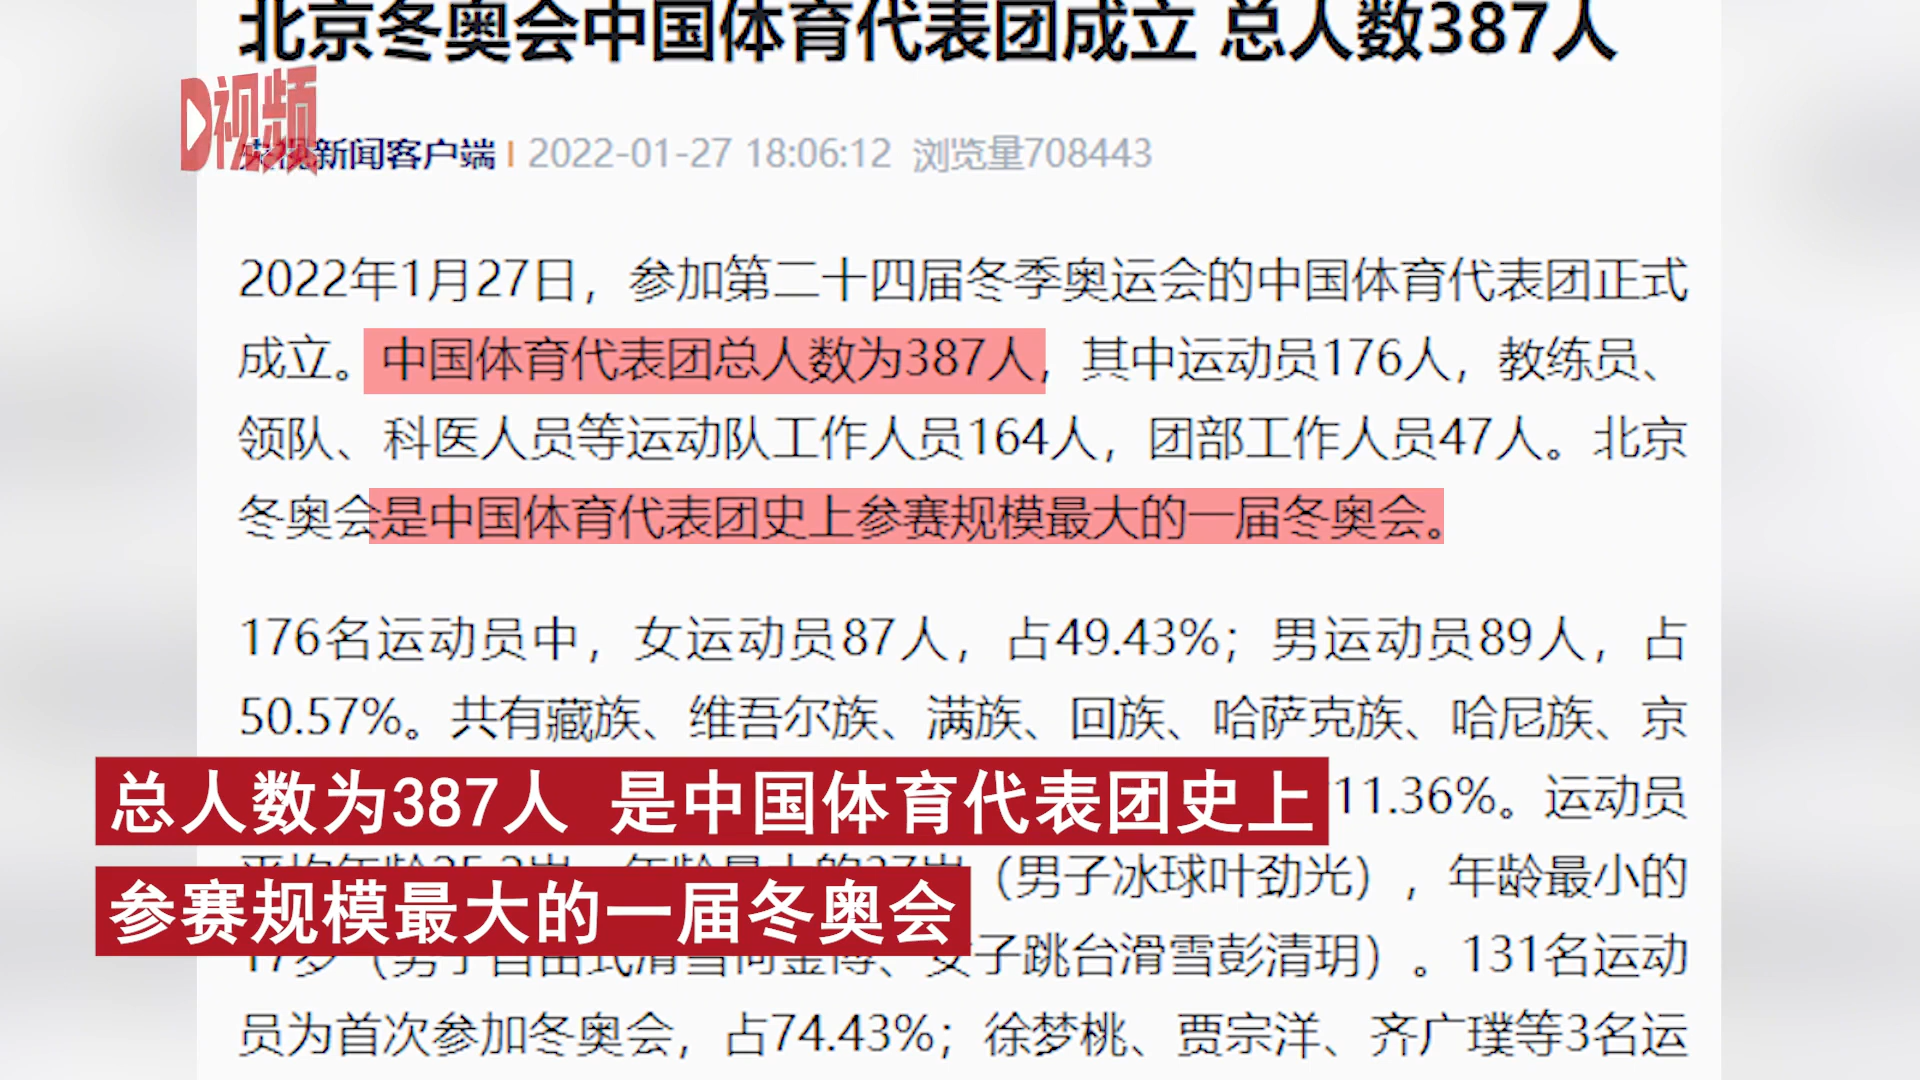 北京冬奥会中国体育代表团成立 总人数387人
D视频
新闻客户端 2022-01-27 18:06:12 浏览量708443
2022年1月27日，参加第二十四届冬季奥运会的中国体育代表团正式
成立。中国体育代表团总人数为387人，其中运动员176人，教练员、
领队、科医人员等运动队工作人员164人，团部工作人员47人。北京
冬奥会是中国体育代表团史上参赛规模最大的一届冬奥会。
176名运动员中，女运动员87人，占49.43%；男运动员89人，占
50.57%。共有藏族、维吾尔族、满族、回族、哈萨克族、哈尼族、京
总人数为387人 是中国体育代表团史上
11.36%。运动员
（男子冰球叶劲光），年龄最小的
参赛规模最大的一届冬奥会
女子跳台滑雪彭清玥）。131名运动
员为首次参加冬奥会，占74.43%；徐梦桃、贾宗洋、齐广璞等3名运